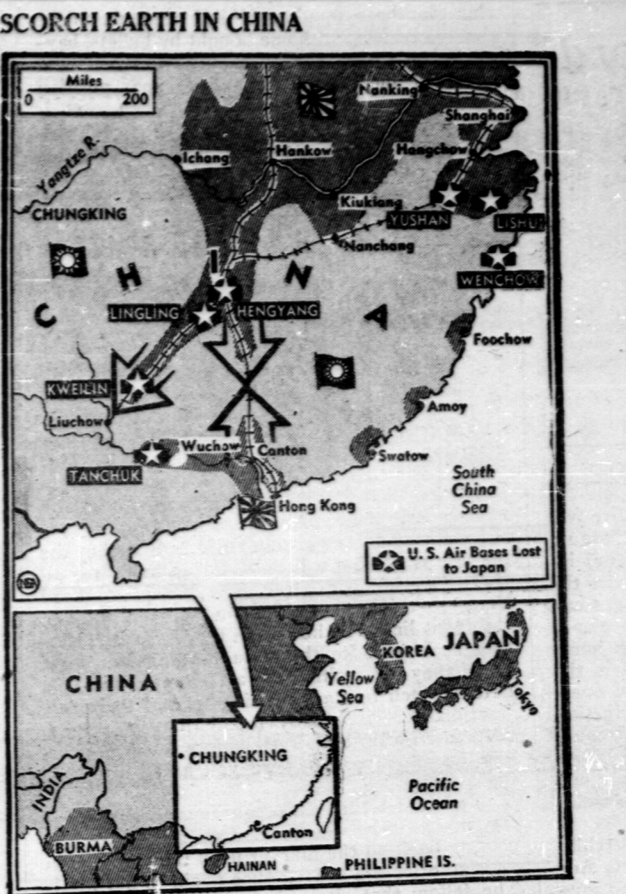 SCORCH EARTH IN CHINA
Miles
0 200
Nanking
Shanghai
Yangtze R.
Ichang
Hankow
Hangchow
CHUNGKING
Kiukiang
YUSHAN
LISHUI
Nanchang
WENCHOW
C H I N A
LINGLING
HENGYANG
Foochow
KWEILIN
Liuchow
Amoy
Wuchow
Canton
Swatow
TANCHUK
South
China
Sea
Hong Kong
U. S. Air Bases Lost
to Japan
KOREA
JAPAN
CHINA
Yellow
Sea
Tokyo
CHUNGKING
INDIA
Pacific
Ocean
Canton
BURMA
HAINAN
PHILIPPINE IS.